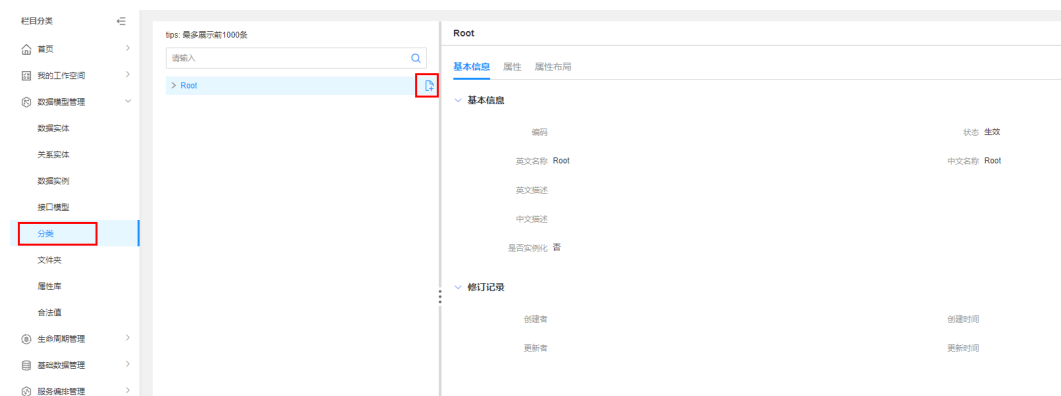 栏目分类
首页
我的工作空间
数据模型管理
数据实体
关系实体
数据实例
接口模型
分类
文件夹
属性库
合法值
生命周期管理
基础数据管理
服务编排管理
tips: 最多展示前1000条
请输入
Root
Root
基本信息 属性 属性布局
基本信息
编码 状态 生效
英文名称 Root 中文名称 Root
英文描述
中文描述
是否实例化 否
修订记录
创建者 创建时间
更新者 更新时间